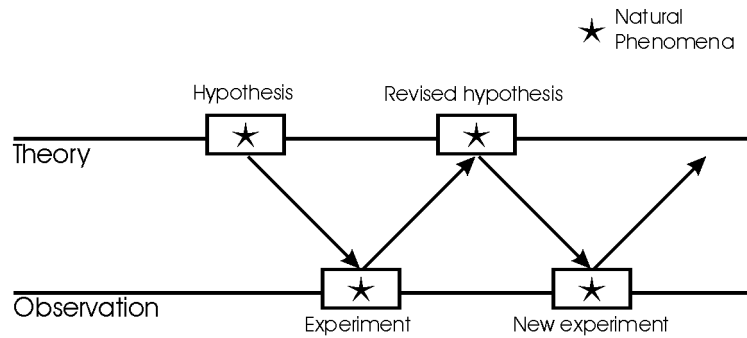 Natural
Phenomena
Hypothesis
Revised hypothesis
Theory
Observation
Experiment
New experiment